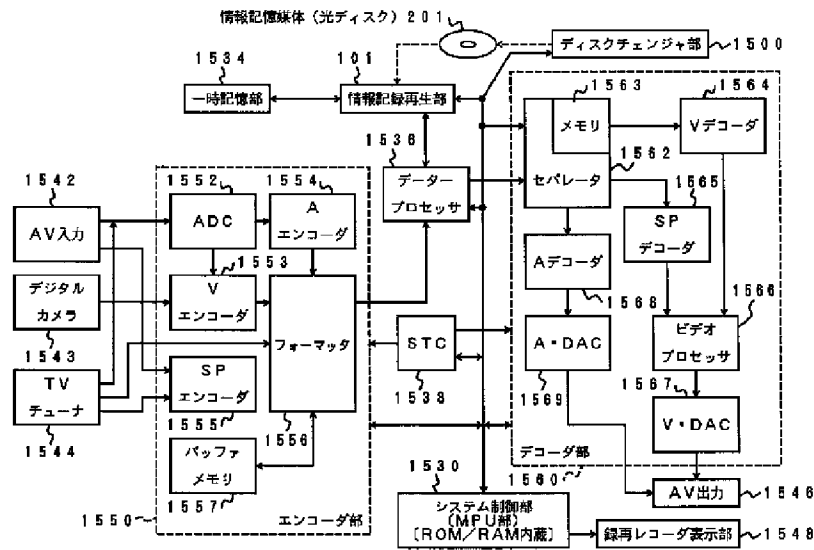 情報記憶媒体(光ディスク)201
ディスクチェンジャ部
1500
1534
101
一時記憶部
情報記録再生部
1536
データー
プロセッサ
1563
1564
メモリ
Vデコーダ
1562
セパレータ
1565
SP
デコーダ
Aデコーダ
1568
1566
ビデオ
プロセッサ
A・DAC
1569
1567
V・DAC
デコーダ部
1560
1542
AV入力
1552
ADC
1554
A
エンコーダ
1553
V
エンコーダ
デジタル
カメラ
1543
フォーマッタ
STC
1538
TV
チューナ
1544
SP
エンコーダ
1555
1556
バッファ
メモリ
1557
1550
エンコーダ部
1530
システム制御部
(MPU部)
[ROM/RAM内蔵]
AV出力
1546
録再レコーダ表示部
1548